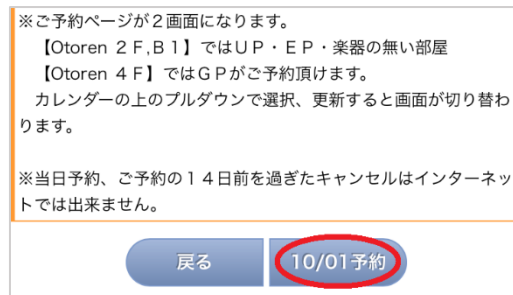 ※ご予約ページが２画面になります。
【Otoren ２Ｆ,Ｂ１】ではＵＰ・ＥＰ・楽器の無い部屋
【Otoren ４Ｆ】ではＧＰがご予約頂けます。
カレンダーの上のプルダウンで選択、更新すると画面が切り替わ
ります。
※当日予約、ご予約の１４日前を過ぎたキャンセルはインターネッ
トでは出来ません。
戻る
10/01予約